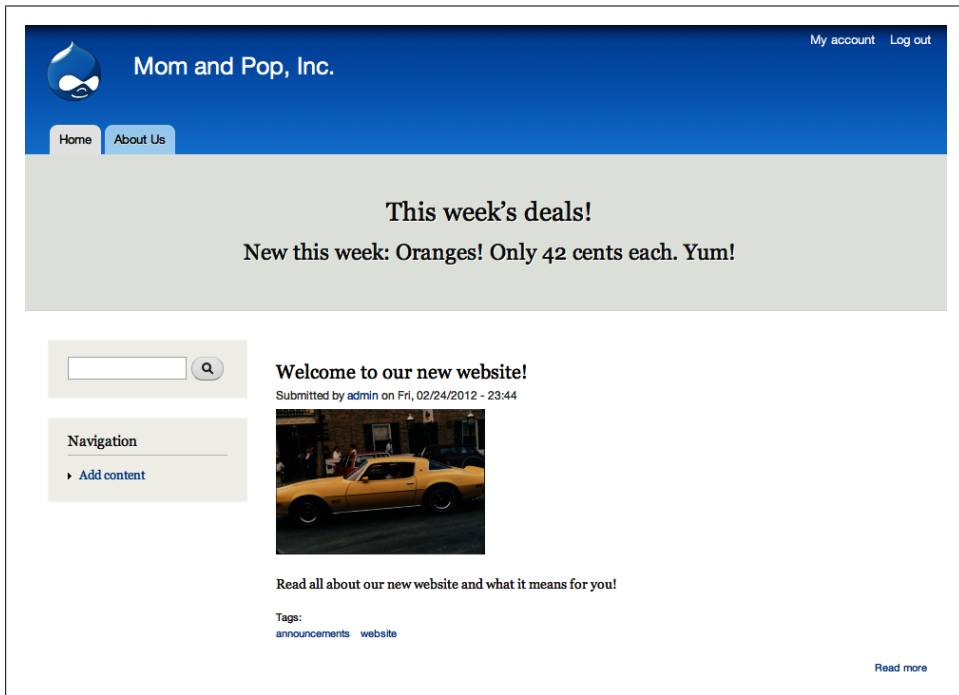 My account Log out
Mom and Pop, Inc.
Home About Us
This week’s deals!
New this week: Oranges! Only 42 cents each. Yum!
Welcome to our new website!
Submitted by admin on Fri, 02/24/2012 - 23:44
Navigation
Add content
Read all about our new website and what it means for you!
Tags:
announcements website
Read more